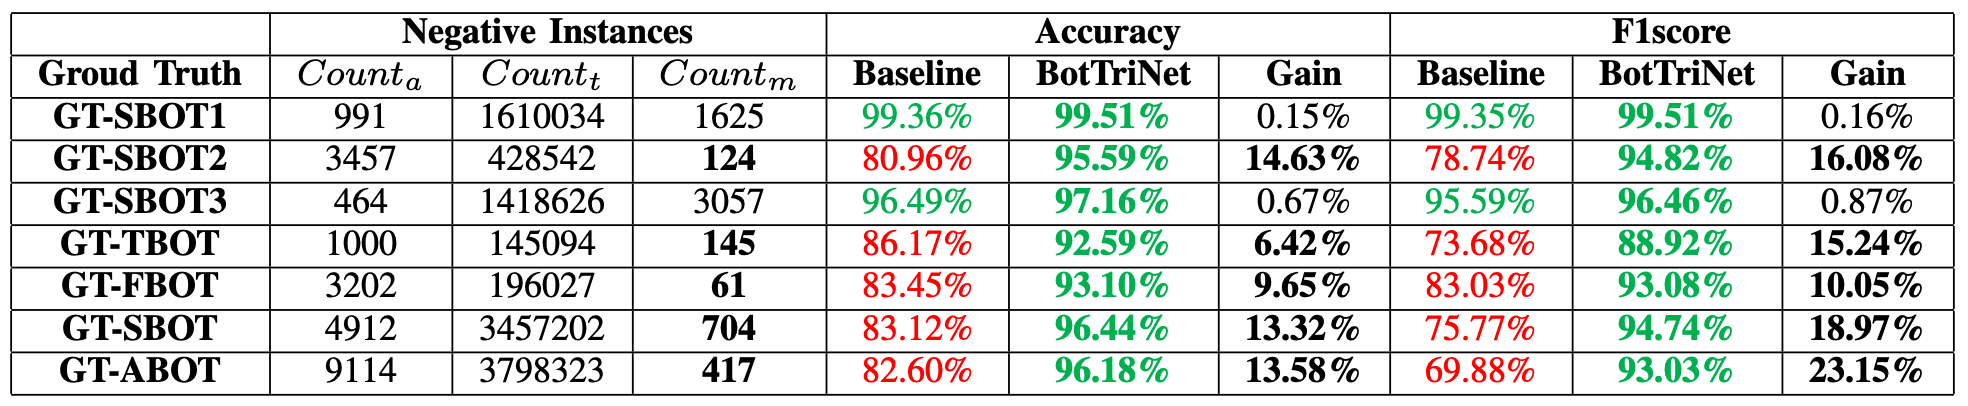 Negative Instances Accuracy F1score
Groud Truth Count_a Count_t Count_m Baseline BotTriNet Gain Baseline BotTriNet Gain
GT-SBOT1 991 1610034 1625 99.36% 99.51% 0.15% 99.35% 99.51% 0.16%
GT-SBOT2 3457 428542 124 80.96% 95.59% 14.63% 78.74% 94.82% 16.08%
GT-SBOT3 464 1418626 3057 96.49% 97.16% 0.67% 95.59% 96.46% 0.87%
GT-TBOT 1000 145094 145 86.17% 92.59% 6.42% 73.68% 88.92% 15.24%
GT-FBOT 3202 196027 61 83.45% 93.10% 9.65% 83.03% 93.08% 10.05%
GT-SBOT 4912 3457202 704 83.12% 96.44% 13.32% 75.77% 94.74% 18.97%
GT-ABOT 9114 3798323 417 82.60% 96.18% 13.58% 69.88% 93.03% 23.15%